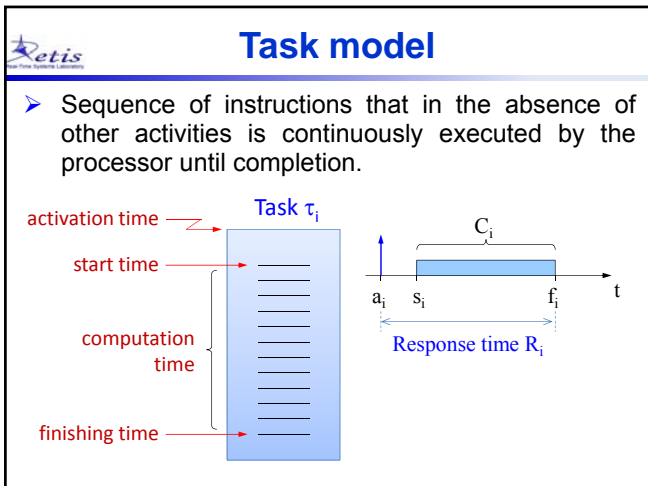 Retis
Real-Time Systems Laboratory
Task model
Sequence of instructions that in the absence of
other activities is continuously executed by the
processor until completion.
Task τi
activation time
start time
computation
time
finishing time
Ci
ai si fi t
Response time Ri